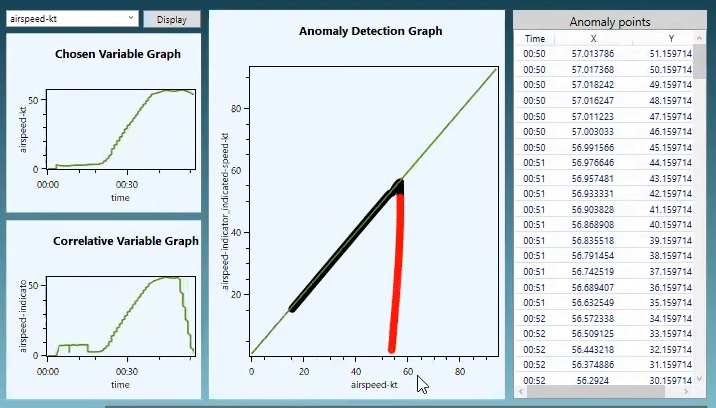 airspeed-kt
Display
Chosen Variable Graph
airspeed-kt
50
0
00:00
00:30
time
Correlative Variable Graph
airspeed-indicato
50
0
00:00
00:30
time
Anomaly Detection Graph
airspeed-indicator_indicated-speed-kt
80
60
40
20
0
20
40
60
80
airspeed-kt
Anomaly points
Time X Y
00:50 57.013786 51.159714
00:50 57.017368 50.159714
00:50 57.018242 49.159714
00:50 57.016247 48.159714
00:50 57.011223 47.159714
00:50 57.003033 46.159714
00:50 56.991566 45.159714
00:51 56.976646 44.159714
00:51 56.957481 43.159714
00:51 56.933331 42.159714
00:51 56.903828 41.159714
00:51 56.868908 40.159714
00:51 56.835518 39.159714
00:51 56.791454 38.159714
00:51 56.742519 37.159714
00:51 56.689407 36.159714
00:51 56.632549 35.159714
00:52 56.572338 34.159714
00:52 56.509125 33.159714
00:52 56.443218 32.159714
00:52 56.374886 31.159714
00:52 56.2924 30.159714